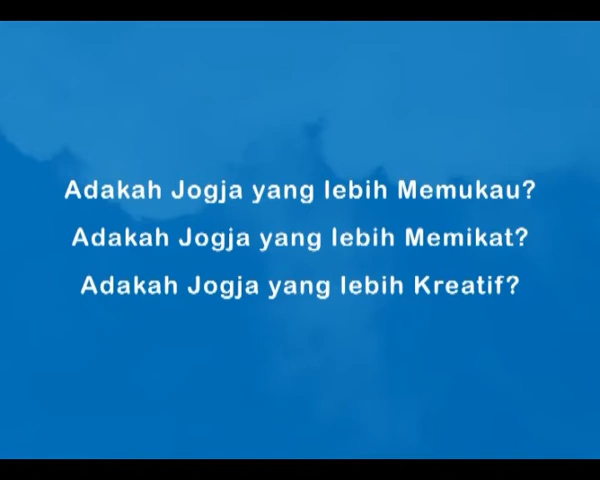 Adakah Jogja yang lebih Memukau?
Adakah Jogja yang lebih Memikat?
Adakah Jogja yang lebih Kreatif?